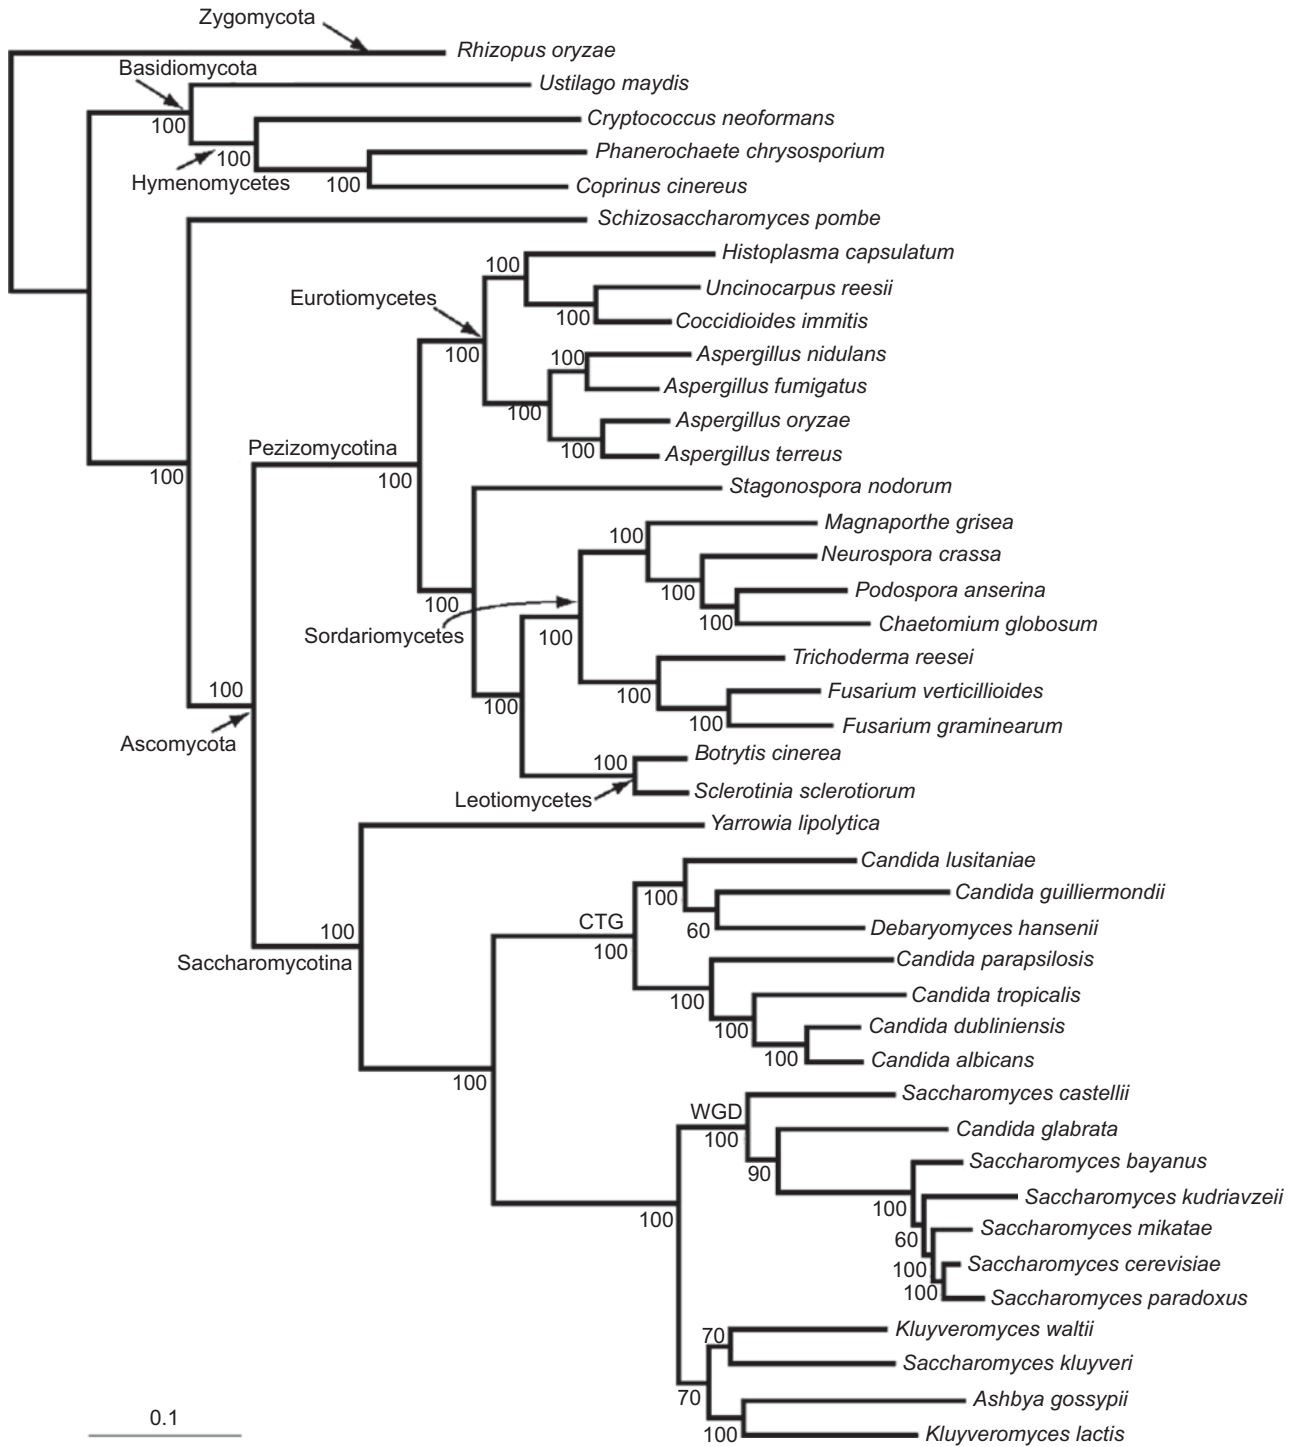 Zygomycota
Rhizopus oryzae
Basidiomycota
Ustilago maydis
100
Cryptococcus neoformans
100
Phanerochaete chrysosporium
Hymenomycetes
100
Coprinus cinereus
Schizosaccharomyces pombe
Histoplasma capsulatum
100
Uncinocarpus reesii
Eurotiomycetes
100
Coccidioides immitis
100
Aspergillus nidulans
100
Aspergillus fumigatus
100
Aspergillus oryzae
100
Aspergillus terreus
Pezizomycotina
100
100
Stagonospora nodorum
Magnaporthe grisea
100
Neurospora crassa
100
Podospora anserina
100
Chaetomium globosum
100
Sordariomycetes
100
Trichoderma reesei
100
Fusarium verticillioides
100
Fusarium graminearum
100
100
Ascomycota
Botrytis cinerea
100
Leotiomycetes
Sclerotinia sclerotiorum
Yarrowia lipolytica
Candida lusitaniae
100
Candida guilliermondii
60
Debaryomyces hansenii
CTG
100
100
Saccharomycotina
Candida parapsilosis
100
Candida tropicalis
100
Candida dubliniensis
100
Candida albicans
100
Saccharomyces castellii
WGD
100
Candida glabrata
90
Saccharomyces bayanus
100
Saccharomyces kudriavzeii
60
Saccharomyces mikatae
100
Saccharomyces cerevisiae
100
Saccharomyces paradoxus
100
70
Kluyveromyces waltii
Saccharomyces kluyveri
70
Ashbya gossypii
100
Kluyveromyces lactis
0.1